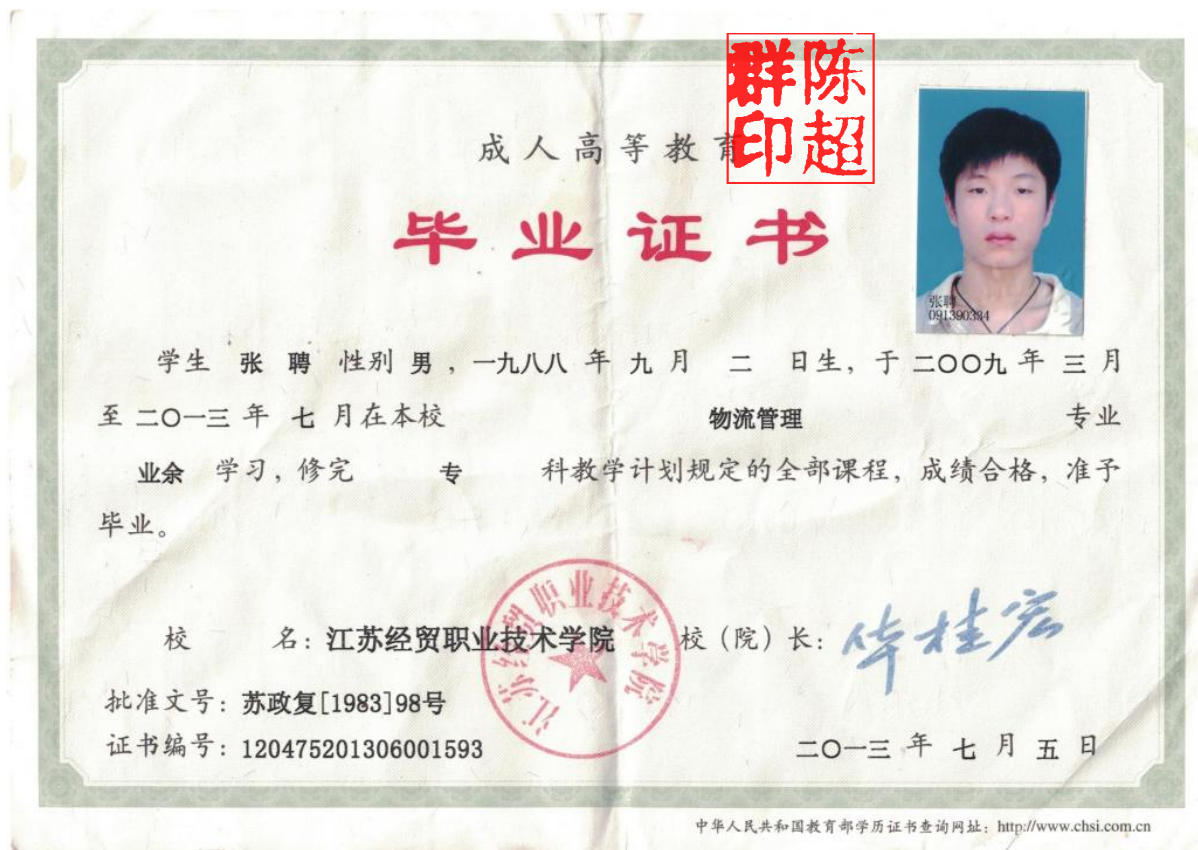 陈超
群印
成人高等教育
毕业证书
张聘
091390334
学生 张聘 性别 男，一九八八 年 九 月 二 日生，于 二〇〇九 年 三 月
至 二〇一三 年 七 月在本校 物流管理 专业
业余 学习，修完 专 科教学计划规定的全部课程，成绩合格，准予
毕业。
江苏经贸职业技术学院
校 名：江苏经贸职业技术学院 校（院）长：华桂宏
批准文号：苏政复[1983]98号
证书编号：120475201306001593 二〇一三 年 七 月 五 日
中华人民共和国教育部学历证书查询网址：http://www.chsi.com.cn